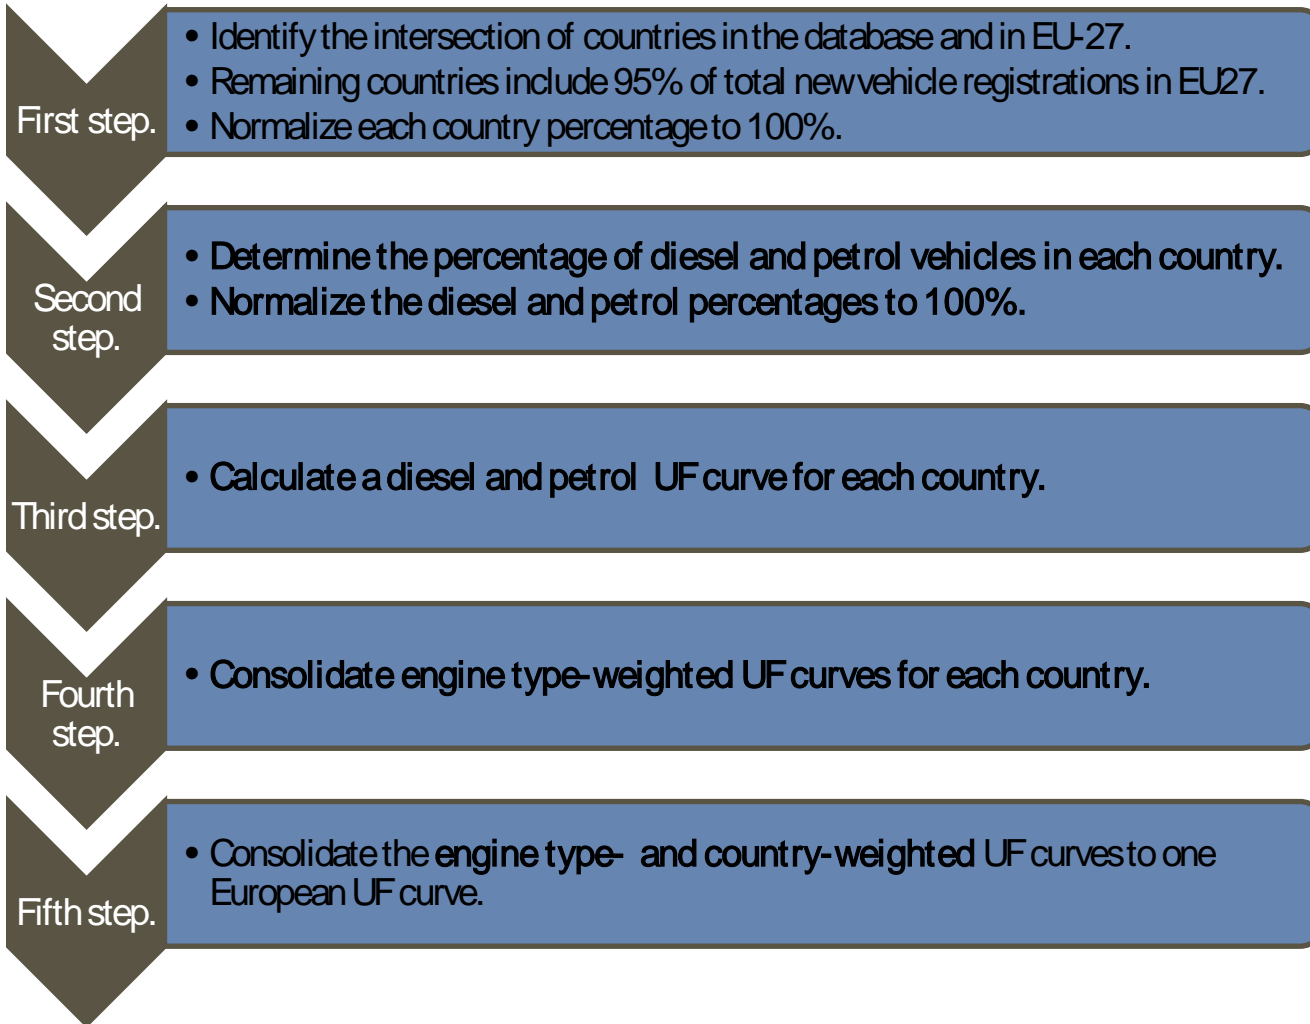 First step.
• Identify the intersection of countries in the database and in EU-27.
• Remaining countries include 95% of total new vehicle registrations in EU27.
• Normalize each country percentage to 100%.
Second
step.
• Determine the percentage of diesel and petrol vehicles in each country.
• Normalize the diesel and petrol percentages to 100%.
Third step.
• Calculate a diesel and petrol UF curve for each country.
Fourth
step.
• Consolidate engine type-weighted UF curves for each country.
Fifth step.
• Consolidate the engine type- and country-weighted UF curves to one
European UF curve.